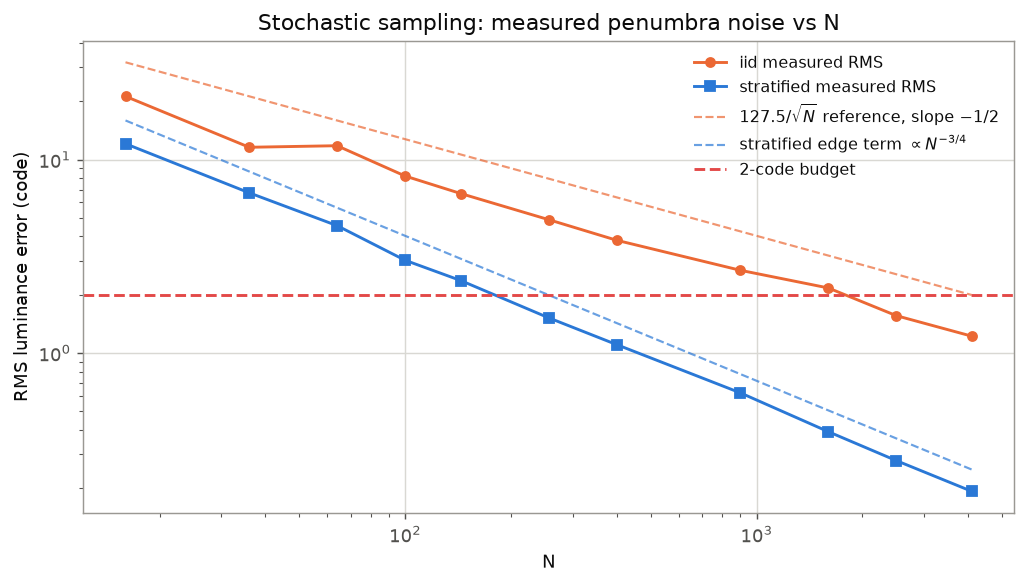 Stochastic sampling: measured penumbra noise vs N
iid measured RMS
stratified measured RMS
127.5/√N reference, slope −1/2
stratified edge term ∝ N^{−3/4}
2-code budget
RMS luminance error (code)
10^1
10^0
10^2
10^3
N